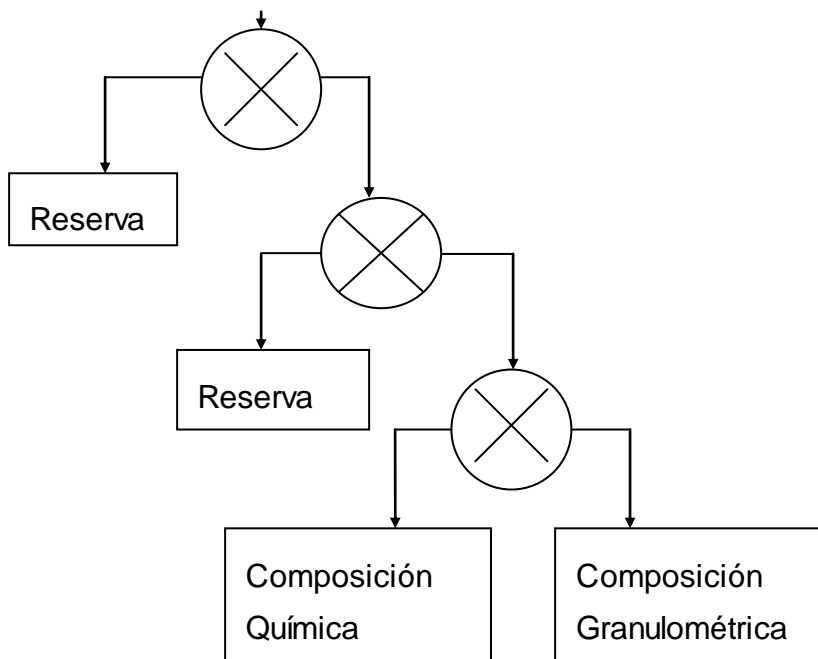 Reserva
Reserva
Composición
Química
Composición
Granulométrica